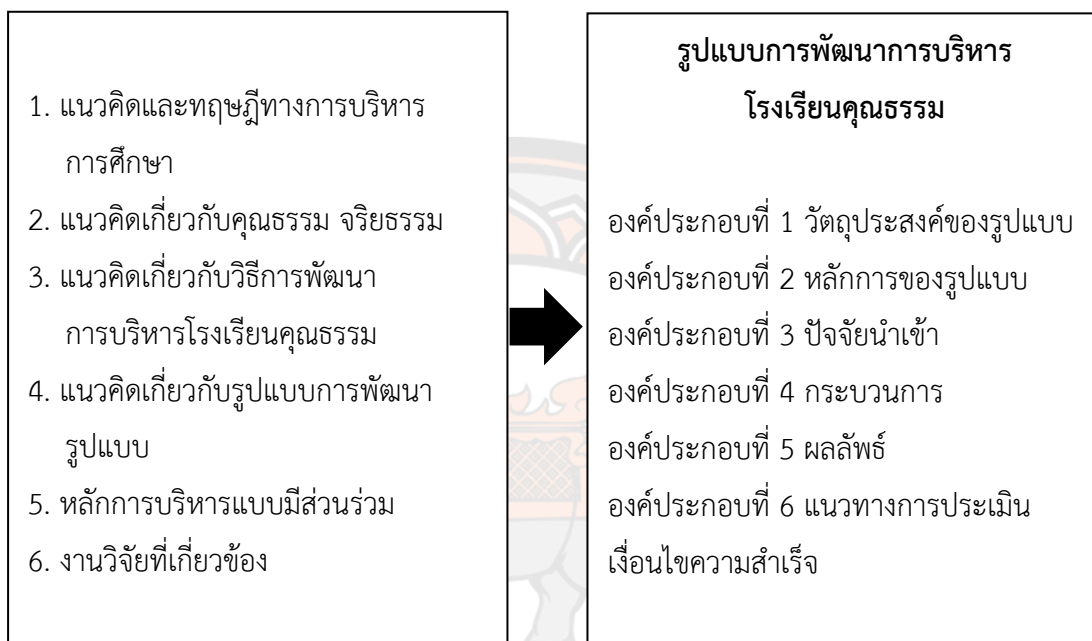 1. แนวคิดและทฤษฎีทางการบริหาร
การศึกษา
2. แนวคิดเกี่ยวกับคุณธรรม จริยธรรม
3. แนวคิดเกี่ยวกับวิธีการพัฒนา
การบริหารโรงเรียนคุณธรรม
4. แนวคิดเกี่ยวกับรูปแบบการพัฒนา
รูปแบบ
5. หลักการบริหารแบบมีส่วนร่วม
6. งานวิจัยที่เกี่ยวข้อง
รูปแบบการพัฒนาการบริหาร
โรงเรียนคุณธรรม
องค์ประกอบที่ 1 วัตถุประสงค์ของรูปแบบ
องค์ประกอบที่ 2 หลักการของรูปแบบ
องค์ประกอบที่ 3 ปัจจัยนำเข้า
องค์ประกอบที่ 4 กระบวนการ
องค์ประกอบที่ 5 ผลลัพธ์
องค์ประกอบที่ 6 แนวทางการประเมิน
เงื่อนไขความสำเร็จ